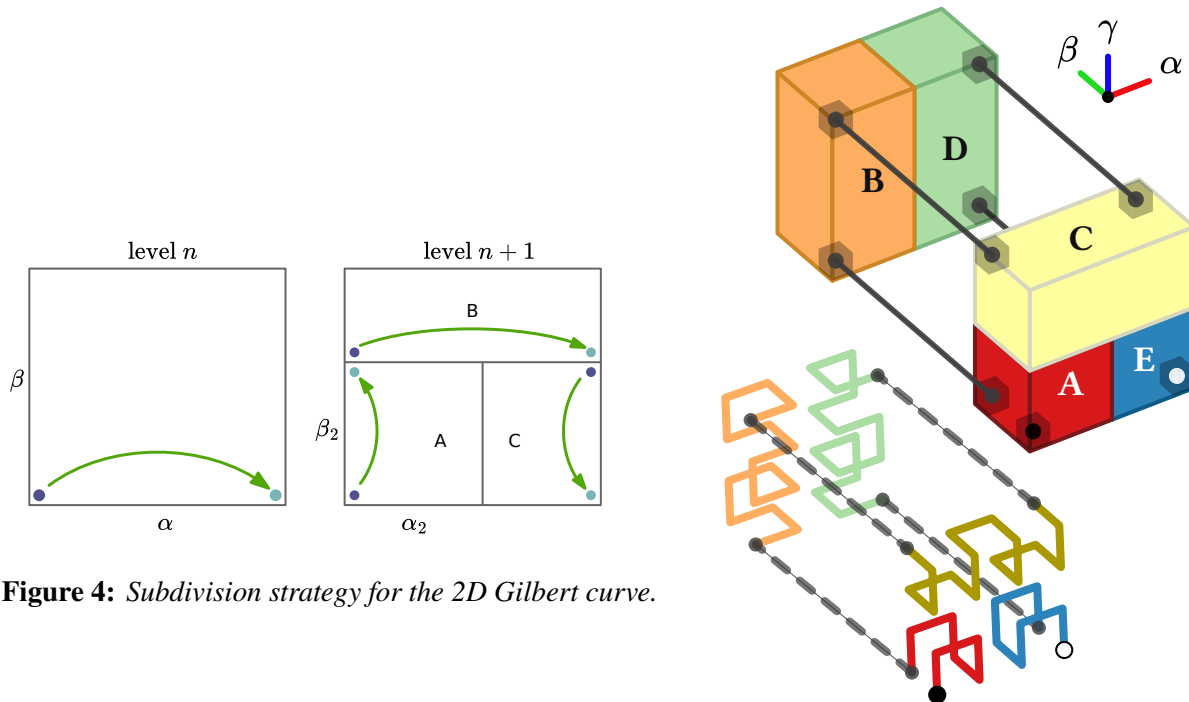 level n
level n + 1
β
α
B
β₂
A
C
α₂
Figure 4: Subdivision strategy for the 2D Gilbert curve.
γ
β
α
D
B
C
E
A